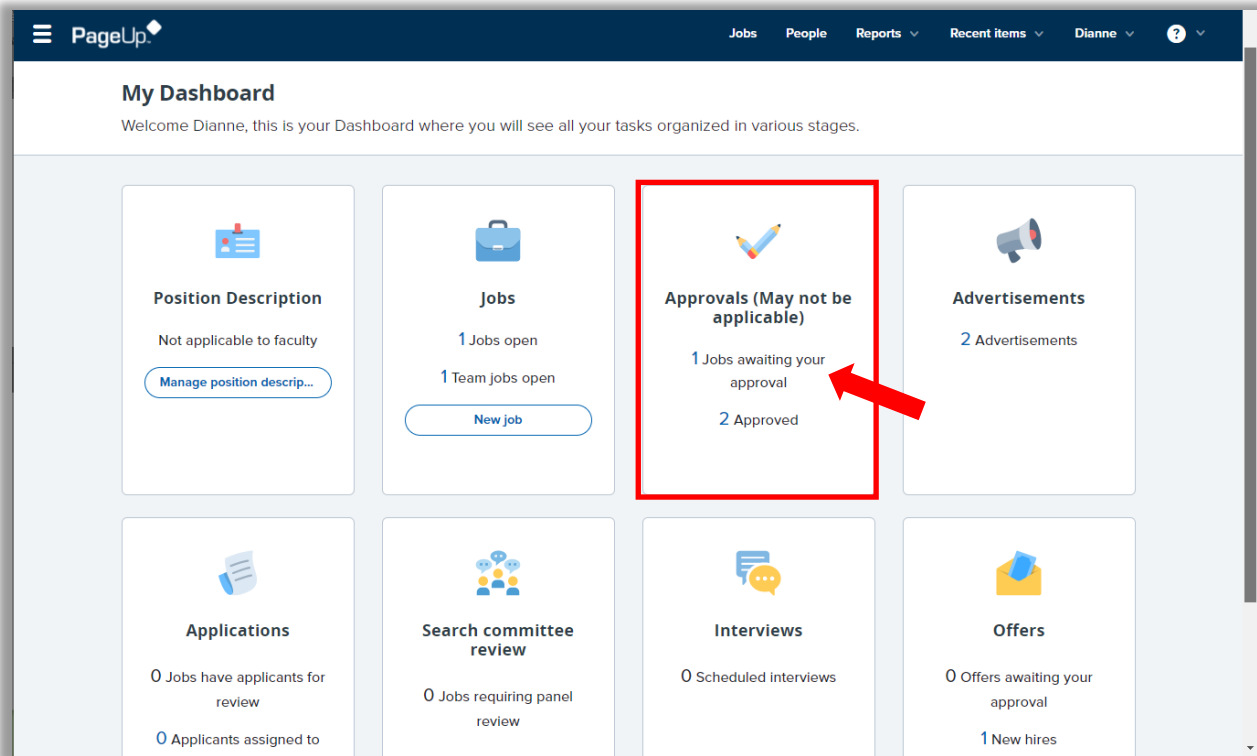 PageUp
Jobs People Reports Recent items Dianne ?
My Dashboard
Welcome Dianne, this is your Dashboard where you will see all your tasks organized in various stages.
Position Description
Not applicable to faculty
Manage position descrip...
Jobs
1 Jobs open
1 Team jobs open
New job
Approvals (May not be
applicable)
1 Jobs awaiting your
approval
2 Approved
Advertisements
2 Advertisements
Applications
0 Jobs have applicants for
review
0 Applicants assigned to
Search committee
review
0 Jobs requiring panel
review
Interviews
0 Scheduled interviews
Offers
0 Offers awaiting your
approval
1 New hires